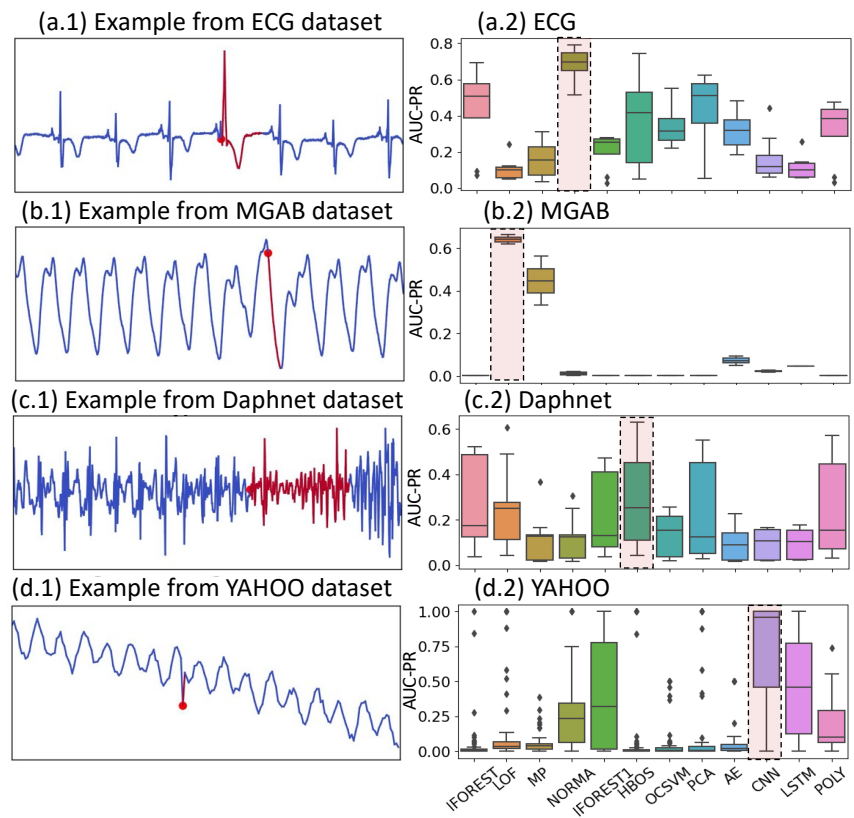 (a.1) Example from ECG dataset
(a.2) ECG
0.8
0.6
0.4
0.2
0.0
AUC-PR
(b.1) Example from MGAB dataset
(b.2) MGAB
0.6
0.4
0.2
0.0
AUC-PR
(c.1) Example from Daphnet dataset
(c.2) Daphnet
0.6
0.4
0.2
0.0
AUC-PR
(d.1) Example from YAHOO dataset
(d.2) YAHOO
1.00
0.75
0.50
0.25
0.00
AUC-PR
IFOREST
LOF
MP
NORMA
IFOREST1
HBOS
OCSVM
PCA
AE
CNN
LSTM
POLY